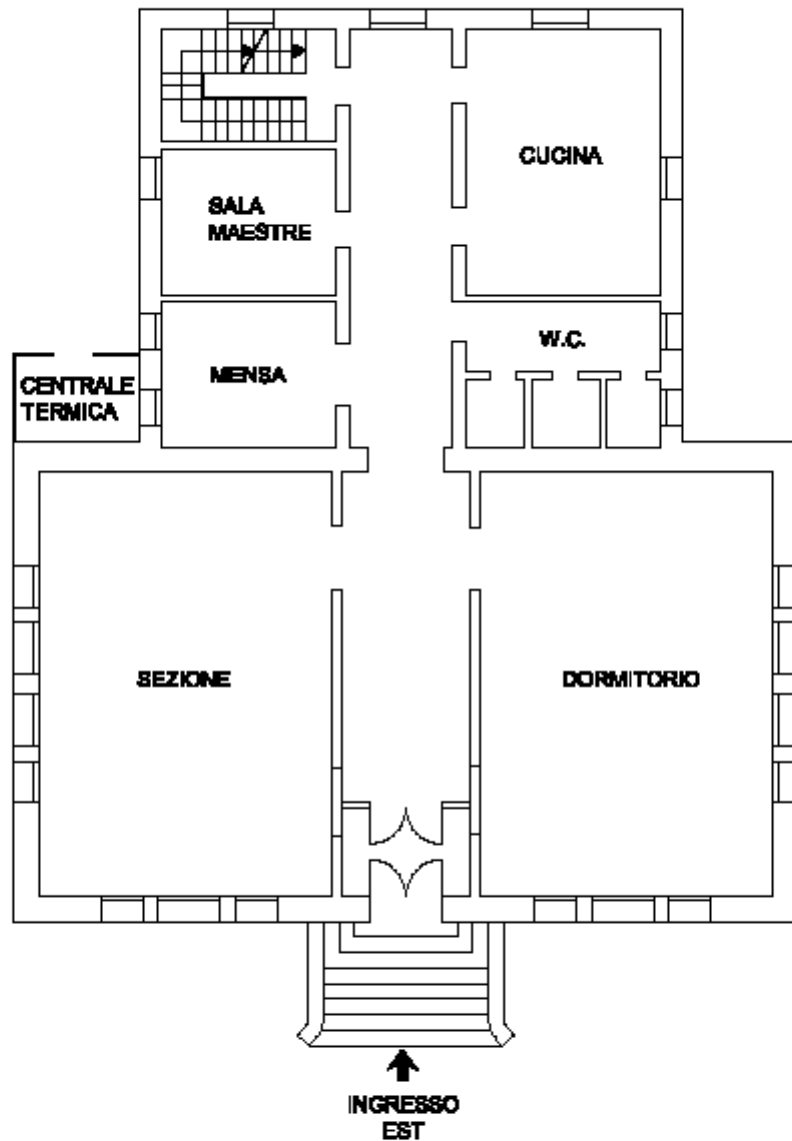 CUCINA
SALA
MAESTRE
W.C.
MENSA
CENTRALE
TERMICA
SEZIONE
DORMITORIO
INGRESSO
EST